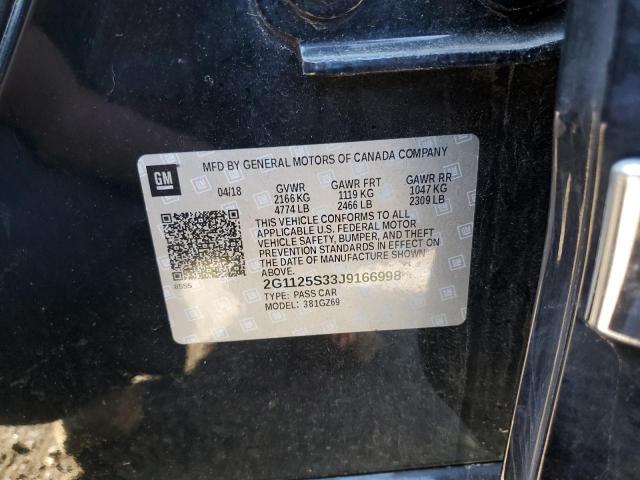 GM
MFD BY GENERAL MOTORS OF CANADA COMPANY
04/18 GVWR GAWR FRT GAWR RR
2166 KG 1119 KG 1047 KG
4774 LB 2466 LB 2309 LB
THIS VEHICLE CONFORMS TO ALL
APPLICABLE U.S. FEDERAL MOTOR
VEHICLE SAFETY, BUMPER, AND THEFT
PREVENTION STANDARDS IN EFFECT ON
THE DATE OF MANUFACTURE SHOWN
ABOVE.
8555 2G1125S33J9166998
TYPE: PASS CAR
MODEL: 381GZ69